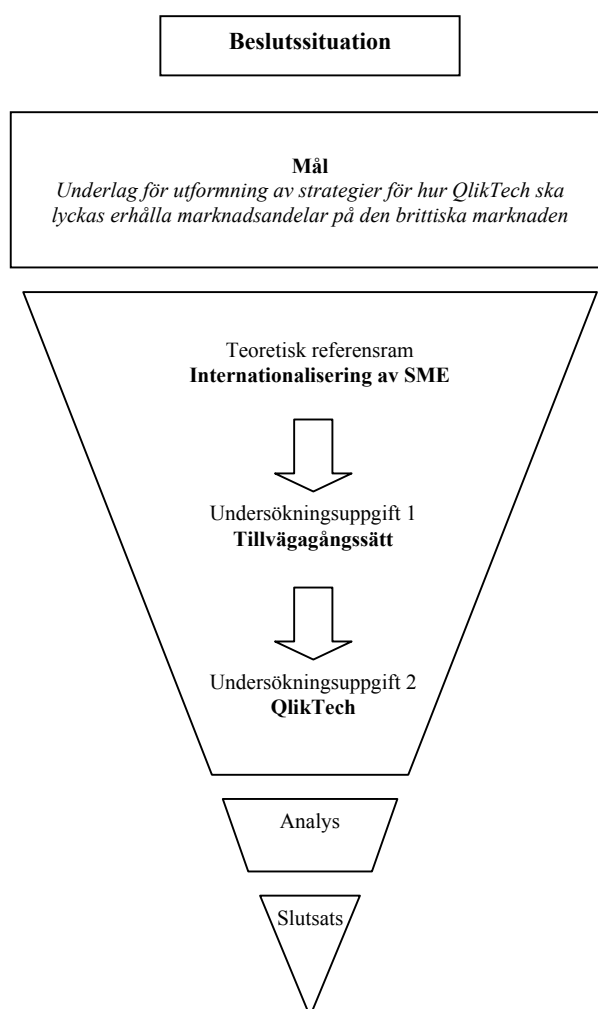 Beslutssituation
Mål
Underlag för utformning av strategier för hur QlikTech ska
lyckas erhålla marknadsandelar på den brittiska marknaden
Teoretisk referensram
Internationalisering av SME
Undersökningsuppgift 1
Tillvägagångssätt
Undersökningsuppgift 2
QlikTech
Analys
Slutsats